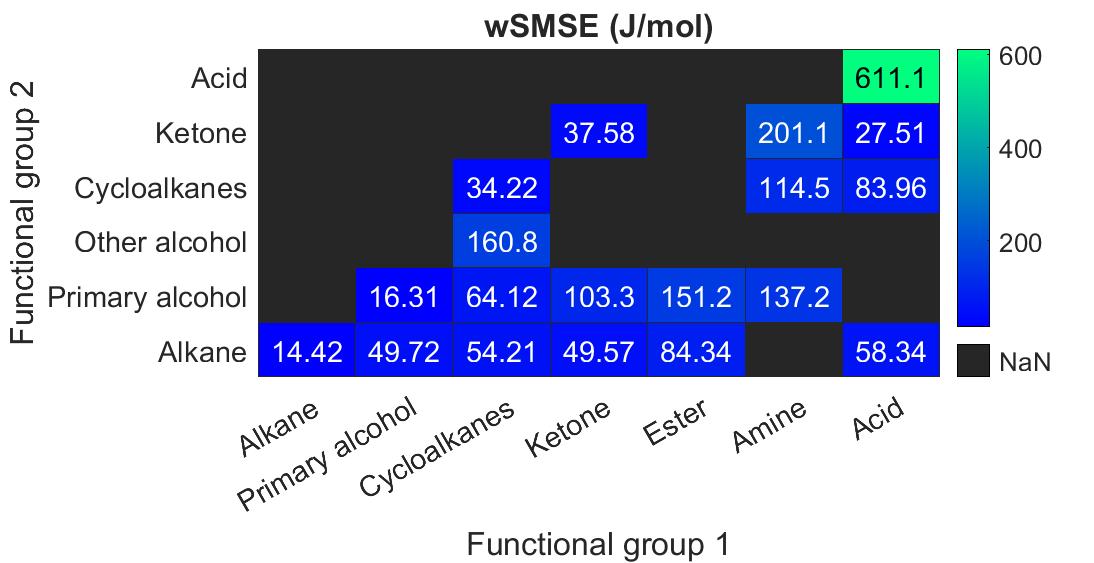 wSMSE (J/mol)
Functional group 2
Acid 611.1
Ketone 37.58 201.1 27.51
Cycloalkanes 34.22 114.5 83.96
Other alcohol 160.8
Primary alcohol 16.31 64.12 103.3 151.2 137.2
Alkane 14.42 49.72 54.21 49.57 84.34 58.34
Alkane Primary alcohol Cycloalkanes Ketone Ester Amine Acid
Functional group 1
600
400
200
NaN